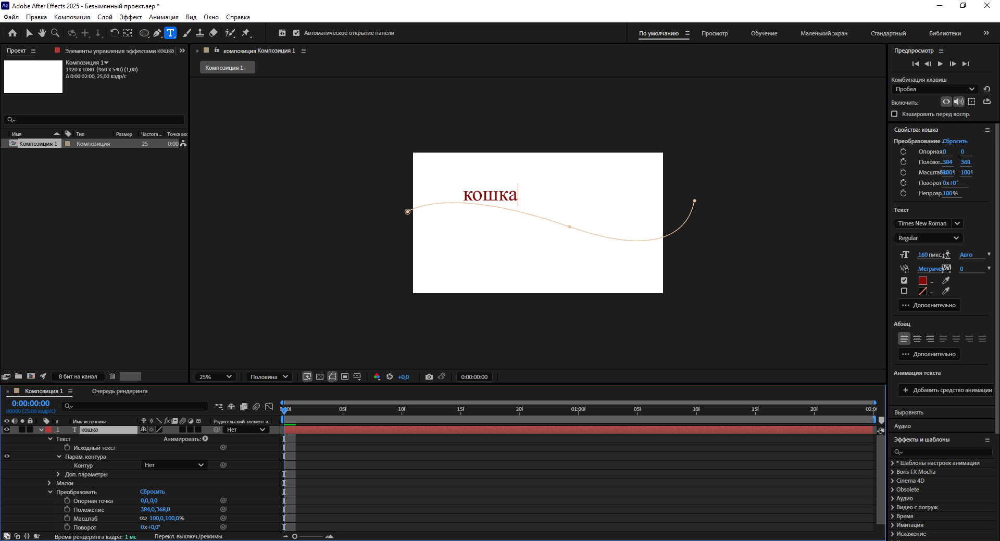 Adobe After Effects 2025 - Безымянный проект.aep *
Файл Правка Композиция Слой Эффект Анимация Вид Окно Справка
Автоматическое открытие панели
По умолчанию Просмотр Обучение Маленький экран Стандартный Библиотеки
Проект Элементы управления эффектами кошка
Композиция 1
1920 x 1080 (960 x 540) (1,00)
Δ 0:00:02:00, 25,00 кадр/с
Имя Тип Размер Частота ... Точка вхо
Композиция 1 Композиция 25 0:00
8 бит на канал
композиция Композиция 1
Композиция 1
кошка
25% Половина +0,0 0:00:00:00
Предпросмотр
Комбинация клавиш
Пробел
Включить:
Кэшировать перед воспр.
Свойства: кошка
Преобразование ... Сбросить
Опорная... 0 0
Положе... 384 368
Масштаб 100% 100%
Поворот 0x+0°
Непрозр... 100%
Текст
Times New Roman
Regular
160 пикс. Авто
Метриче 0
...
...
Дополнительно
Абзац
Дополнительно
Анимация текста
+ Добавить средство анимации
Выровнять
Аудио
Эффекты и шаблоны
* Шаблоны настроек анимации
Boris FX Mocha
Cinema 4D
Obsolete
Аудио
Видео с погруж.
Время
Имитация
Искажение
Композиция 1 Очередь рендеринга
0:00:00:00
00000 (25.00 кадр/с)
# Имя источника fx Родительский элемент и...
:00f 05f 10f 15f 20f 01:00f 05f 10f 15f 20f 02:0
1 T кошка Нет
Текст Анимировать:
Исходный текст
Парам. контура
Контур Нет
Доп. параметры
Маски
Преобразовать Сбросить
Опорная точка 0,0,0,0
Положение 384,0,368,0
Масштаб 100,0,100,0%
Поворот 0x+0,0°
Время рендеринга кадра: 1 мс Перекл. выключ./режимы